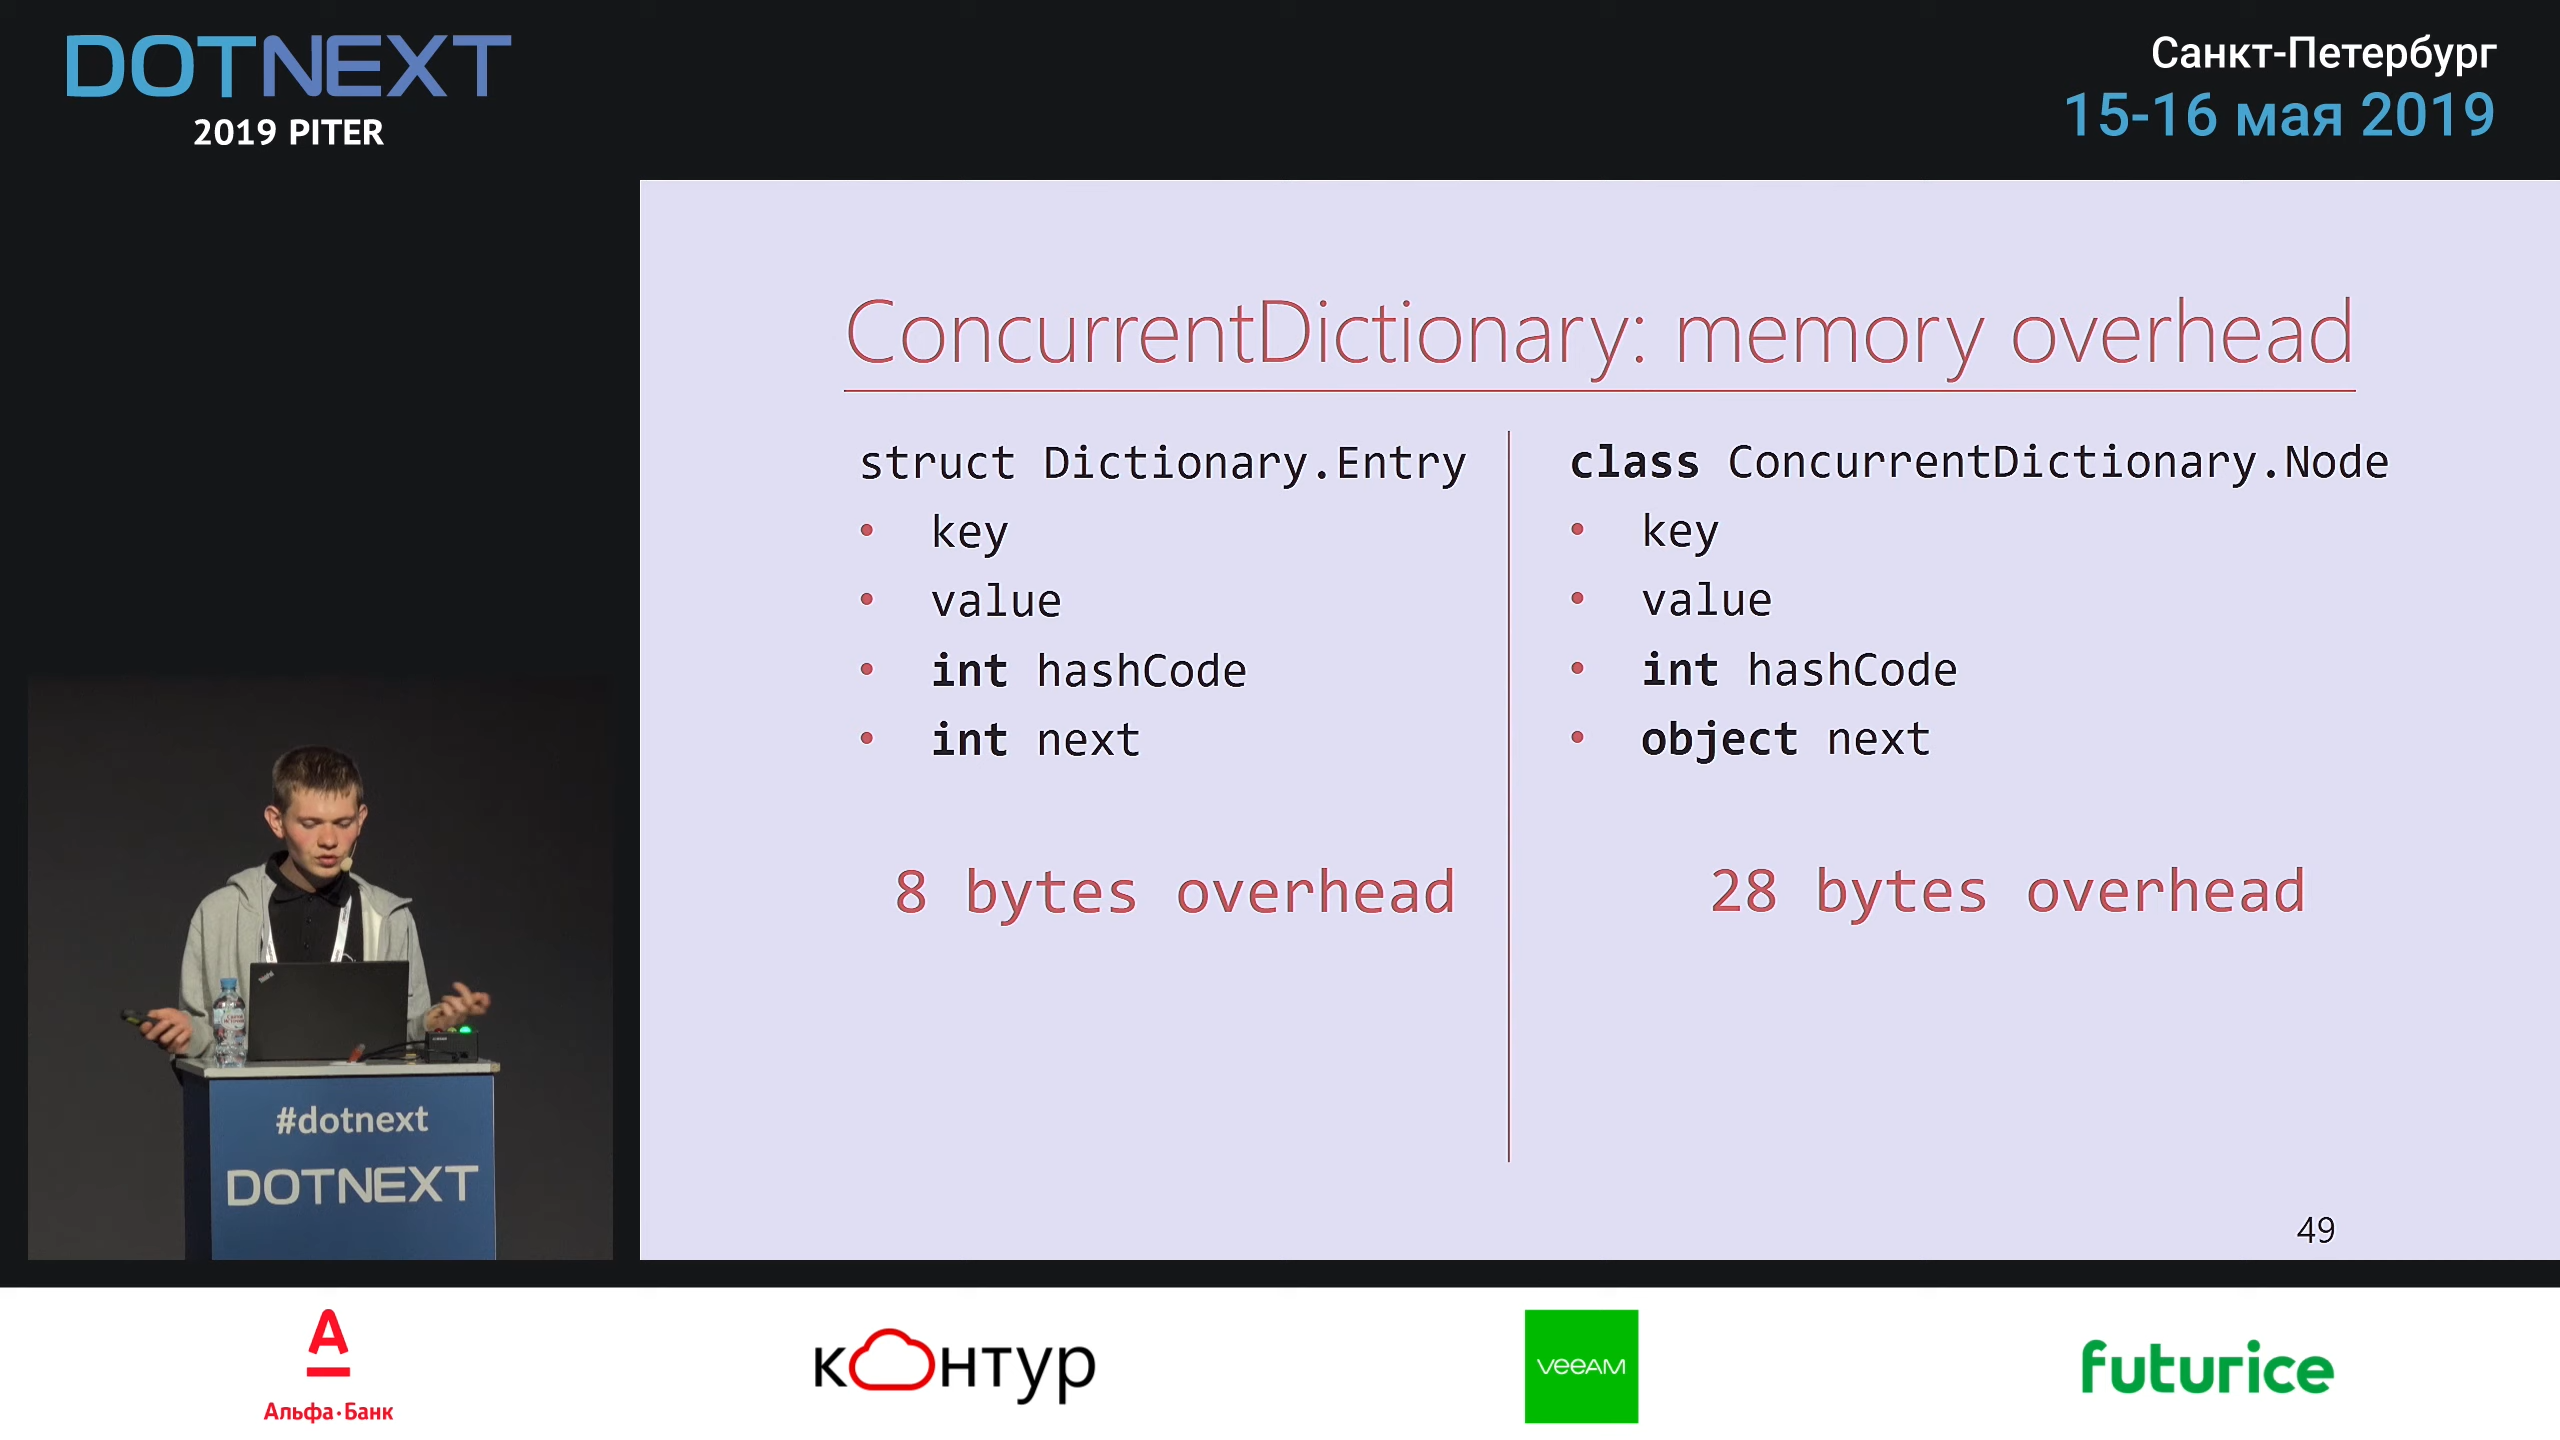 DOTNEXT
2019 PITER
Санкт-Петербург
15-16 мая 2019
ConcurrentDictionary: memory overhead
struct Dictionary.Entry
• key
• value
• int hashCode
• int next
8 bytes overhead
class ConcurrentDictionary.Node
• key
• value
• int hashCode
• object next
28 bytes overhead
49
#dotnext
DOTNEXT
Альфа·Банк
контур
veeAM
futurice